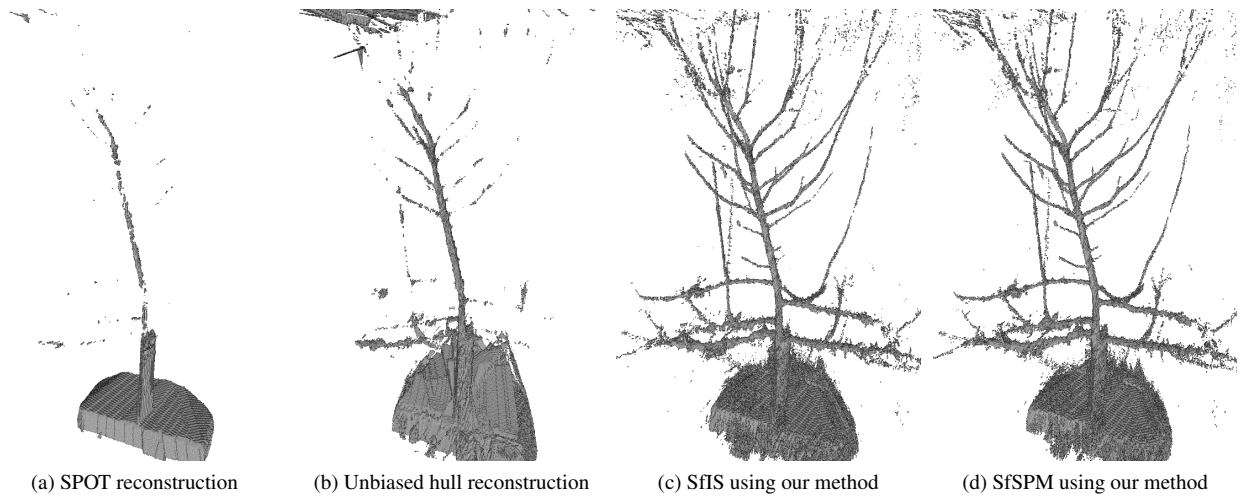 (a) SPOT reconstruction
(b) Unbiased hull reconstruction
(c) SfIS using our method
(d) SfSPM using our method